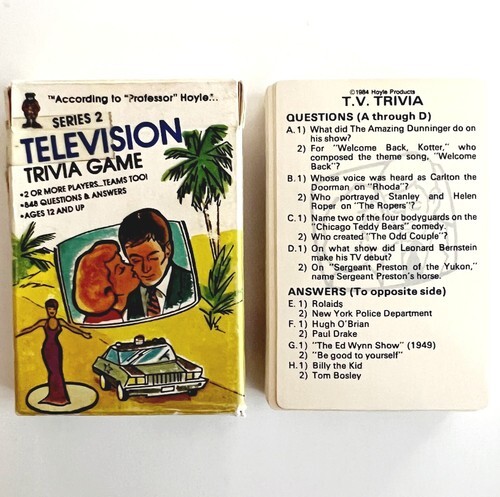 ™According to "Professor" Hoyle...
SERIES 2
TELEVISION
TRIVIA GAME
•2 OR MORE PLAYERS...TEAMS TOO!
•848 QUESTIONS & ANSWERS
•AGES 12 AND UP
©1984 Hoyle Products
T.V. TRIVIA
QUESTIONS (A through D)
A.1) What did The Amazing Dunninger do on
his show?
2) For "Welcome Back, Kotter," who
composed the theme song, "Welcome
Back"?
B.1) Whose voice was heard as Carlton the
Doorman on "Rhoda"?
2) Who portrayed Stanley and Helen
Roper on "The Ropers"?
C.1) Name two of the four bodyguards on the
"Chicago Teddy Bears" comedy.
2) Who created "The Odd Couple"?
D.1) On what show did Leonard Bernstein
make his TV debut?
2) On "Sergeant Preston of the Yukon,"
name Sergeant Preston's horse.
ANSWERS (To opposite side)
E. 1) Rolaids
2) New York Police Department
F. 1) Hugh O'Brian
2) Paul Drake
G.1) "The Ed Wynn Show" (1949)
2) "Be good to yourself"
H.1) Billy the Kid
2) Tom Bosley